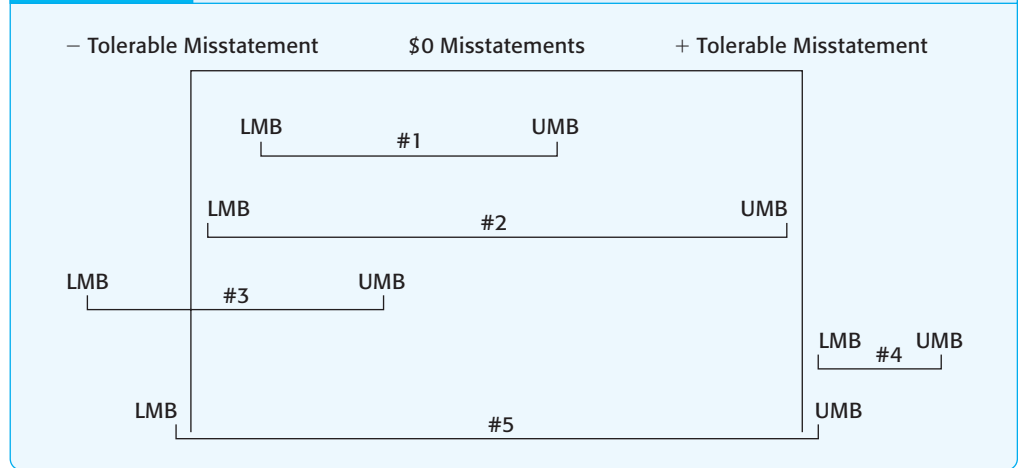 − Tolerable Misstatement $0 Misstatements + Tolerable Misstatement
LMB #1 UMB
LMB #2 UMB
LMB #3 UMB
LMB #4 UMB
LMB #5 UMB